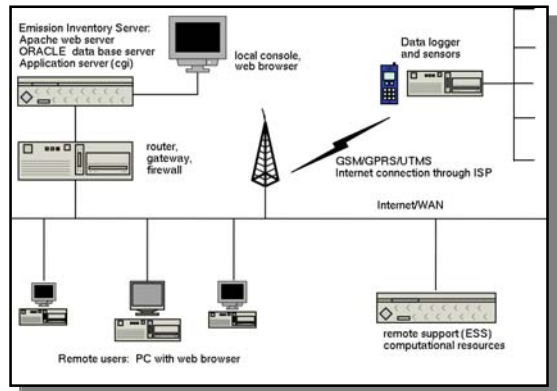 Emission Inventory Server:
Apache web server
ORACLE data base server
Application server (cgi)
local console,
web browser
Data logger
and sensors
router,
gateway,
firewall
GSM/GPRS/UTMS
Internet connection through ISP
Internet/WAN
Remote users: PC with web browser
remote support (ESS)
computational resources